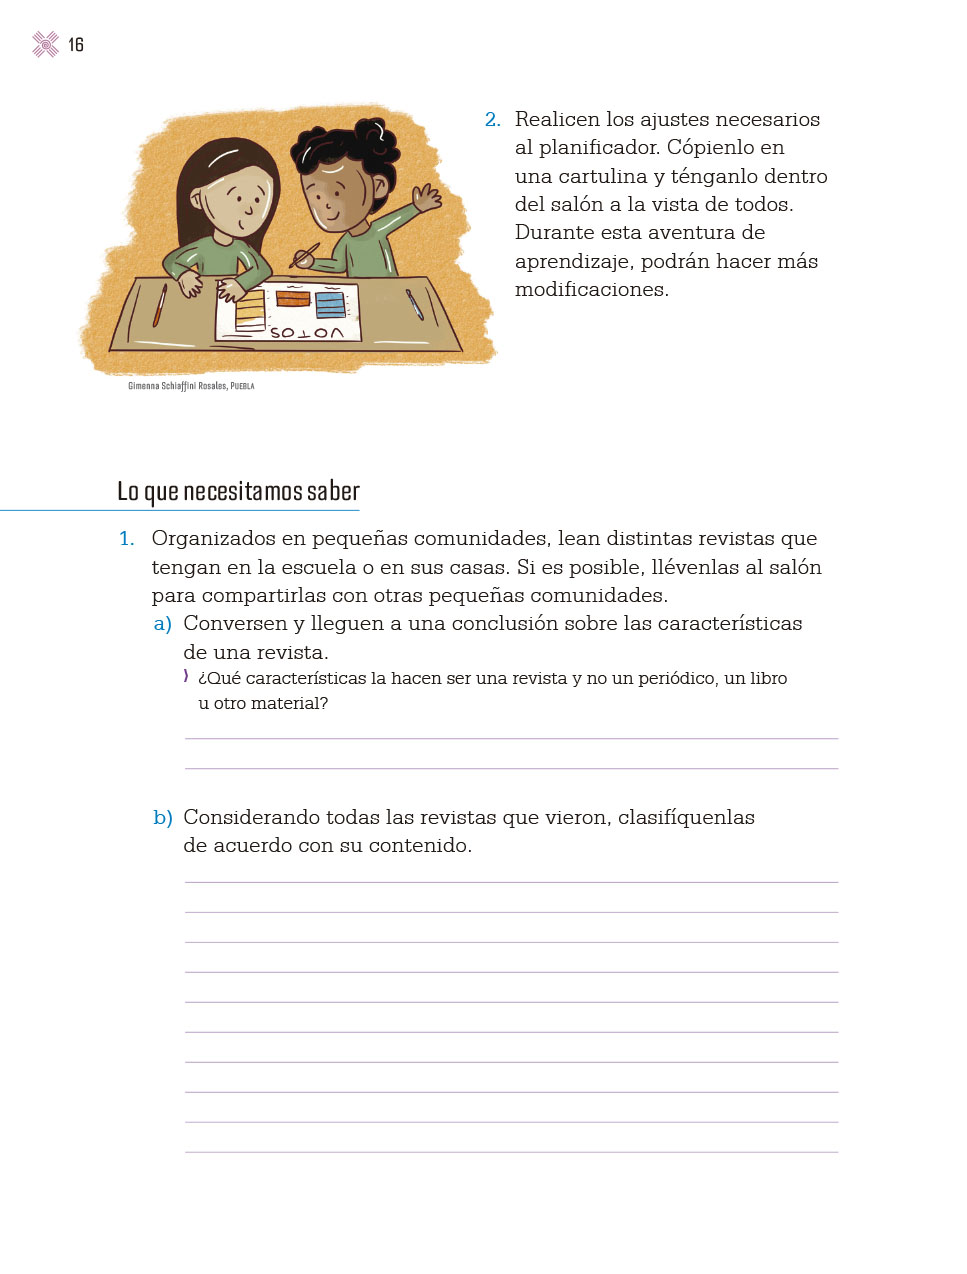 16
2. Realicen los ajustes necesarios
al planificador. Cópienlo en
una cartulina y ténganlo dentro
del salón a la vista de todos.
Durante esta aventura de
aprendizaje, podrán hacer más
modificaciones.
VOTOS
Gimenna Schiaffini Rosales, PUEBLA
Lo que necesitamos saber
1. Organizados en pequeñas comunidades, lean distintas revistas que
tengan en la escuela o en sus casas. Si es posible, llévenlas al salón
para compartirlas con otras pequeñas comunidades.
a) Conversen y lleguen a una conclusión sobre las características
de una revista.
⟩ ¿Qué características la hacen ser una revista y no un periódico, un libro
u otro material?
b) Considerando todas las revistas que vieron, clasifíquenlas
de acuerdo con su contenido.